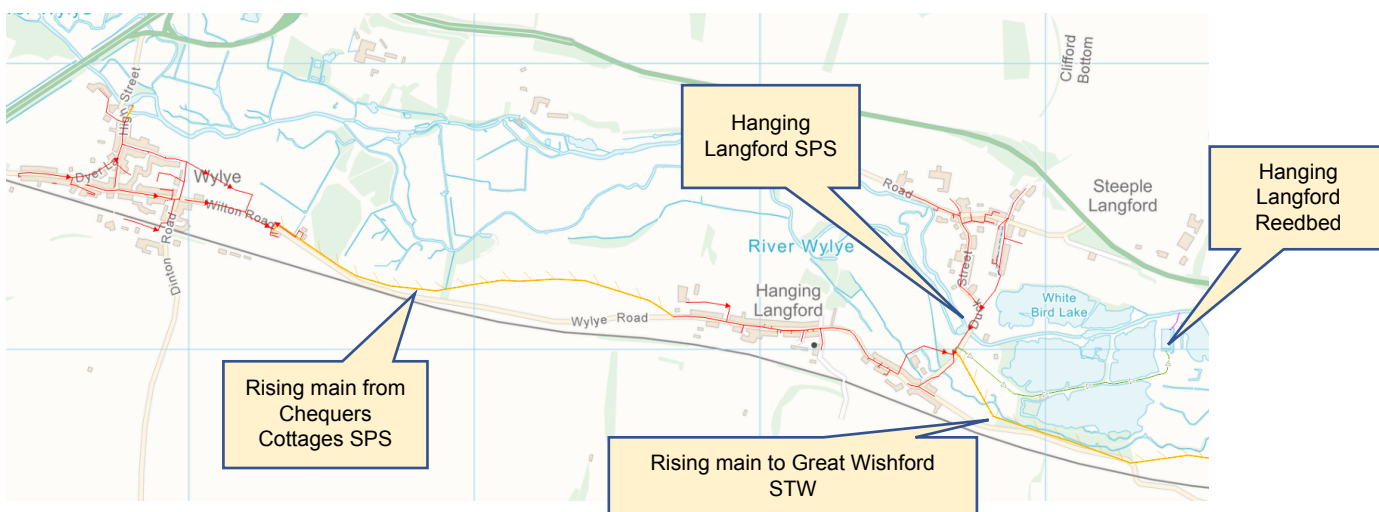 High Street
Dyer La
Wylye
Wilton Road
Dinton Road
Clifford
Bottom
Hanging
Langford SPS
Hanging
Langford
Reedbed
Road
Steeple
Langford
River Wylye
Street
Duck
White
Bird Lake
Hanging
Langford
Wylye Road
Rising main from
Chequers
Cottages SPS
Rising main to Great Wishford
STW